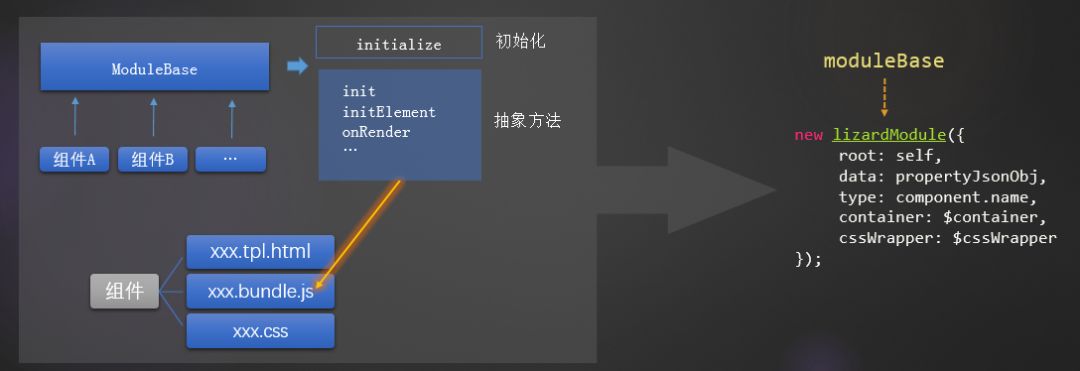 ModuleBase
组件A
组件B
...
initialize
初始化
init
initElement
onRender
...
抽象方法
组件
xxx.tpl.html
xxx.bundle.js
xxx.css
moduleBase
new lizardModule({
root: self,
data: propertyJsonObj,
type: component.name,
container: $container,
cssWrapper: $cssWrapper
});